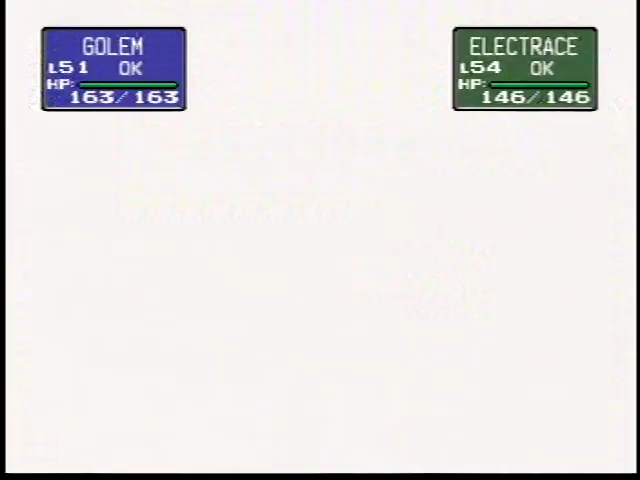 GOLEM
L51 OK
HP:
163/163
ELECTRACE
L54 OK
HP:
146/146